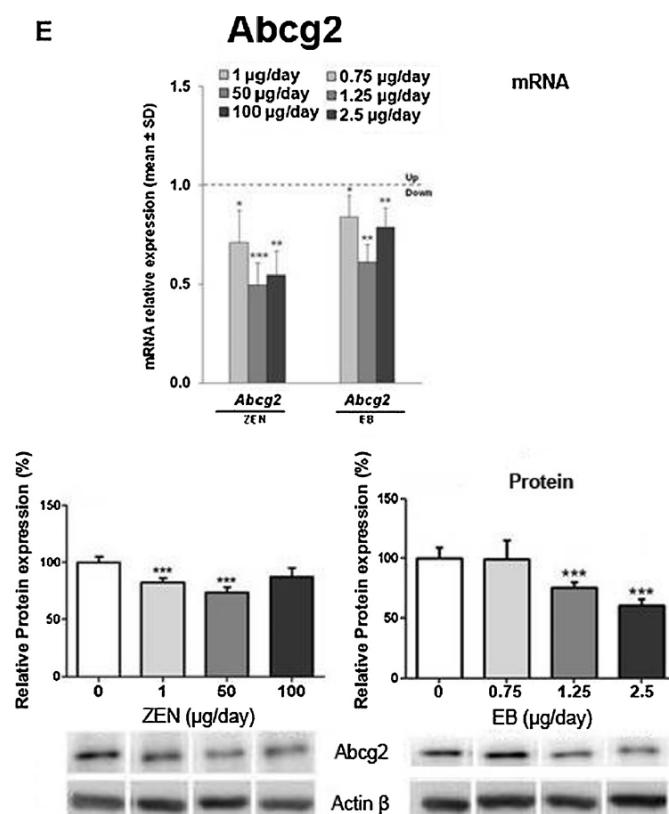 E Abcg2
1 µg/day 0.75 µg/day
50 µg/day 1.25 µg/day
100 µg/day 2.5 µg/day
mRNA
mRNA relative expression (mean ± SD)
1.5
1.0
0.5
0.0
Up
Down
* *** ** * ** **
Abcg2 Abcg2
ZEN EB
Relative Protein expression (%)
150
100
50
0
*** ***
0 1 50 100
ZEN (µg/day)
Protein
Relative Protein expression (%)
150
100
50
0
*** ***
0 0.75 1.25 2.5
EB (µg/day)
Abcg2
Actin β